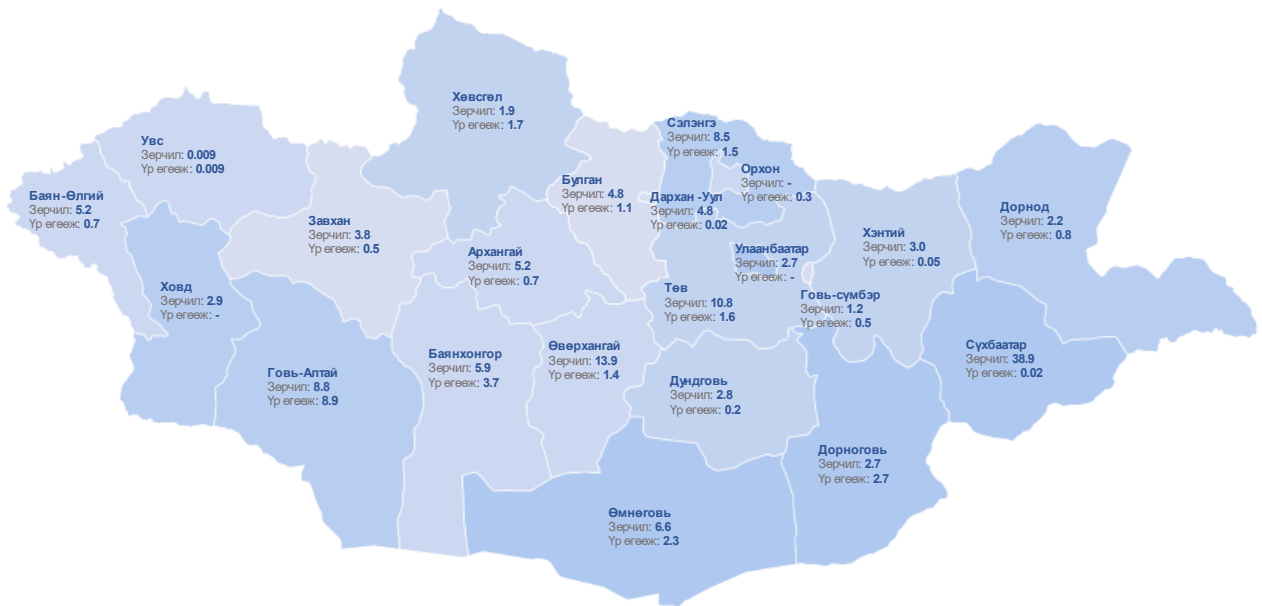 Хөвсгөл
Зөрчил: 1.9
Үр өгөөж: 1.7
Сэлэнгэ
Зөрчил: 8.5
Үр өгөөж: 1.5
Увс
Зөрчил: 0.009
Үр өгөөж: 0.009
Орхон
Зөрчил: -
Үр өгөөж: 0.3
Булган
Зөрчил: 4.8
Үр өгөөж: 1.1
Баян-Өлгий
Зөрчил: 5.2
Үр өгөөж: 0.7
Дархан -Уул
Зөрчил: 4.8
Үр өгөөж: 0.02
Дорнод
Зөрчил: 2.2
Үр өгөөж: 0.8
Завхан
Зөрчил: 3.8
Үр өгөөж: 0.5
Хэнтий
Зөрчил: 3.0
Үр өгөөж: 0.05
Архангай
Зөрчил: 5.2
Үр өгөөж: 0.7
Улаанбаатар
Зөрчил: 2.7
Үр өгөөж: -
Ховд
Зөрчил: 2.9
Үр өгөөж: -
Төв
Зөрчил: 10.8
Үр өгөөж: 1.6
Говь-сүмбэр
Зөрчил: 1.2
Үр өгөөж: 0.5
Сүхбаатар
Зөрчил: 38.9
Үр өгөөж: 0.02
Өвөрхангай
Зөрчил: 13.9
Үр өгөөж: 1.4
Баянхонгор
Зөрчил: 5.9
Үр өгөөж: 3.7
Говь-Алтай
Зөрчил: 8.8
Үр өгөөж: 8.9
Дундговь
Зөрчил: 2.8
Үр өгөөж: 0.2
Дорноговь
Зөрчил: 2.7
Үр өгөөж: 2.7
Өмнөговь
Зөрчил: 6.6
Үр өгөөж: 2.3